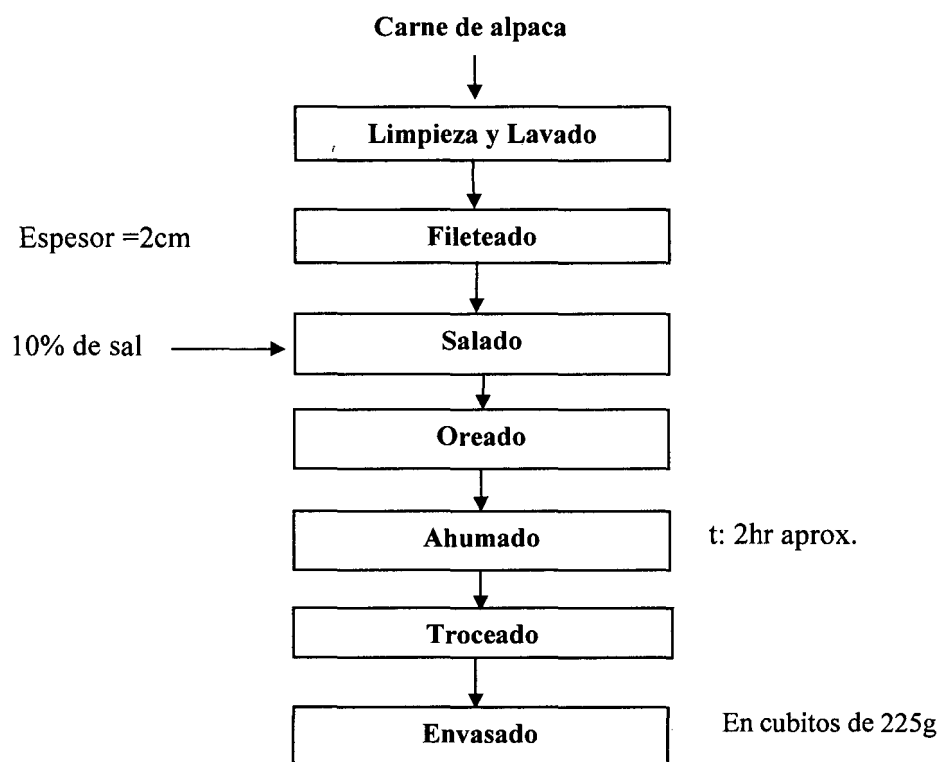 Carne de alpaca
Limpieza y Lavado
Espesor =2cm
Fileteado
10% de sal
Salado
Oreado
Ahumado
t: 2hr aprox.
Troceado
Envasado
En cubitos de 225g